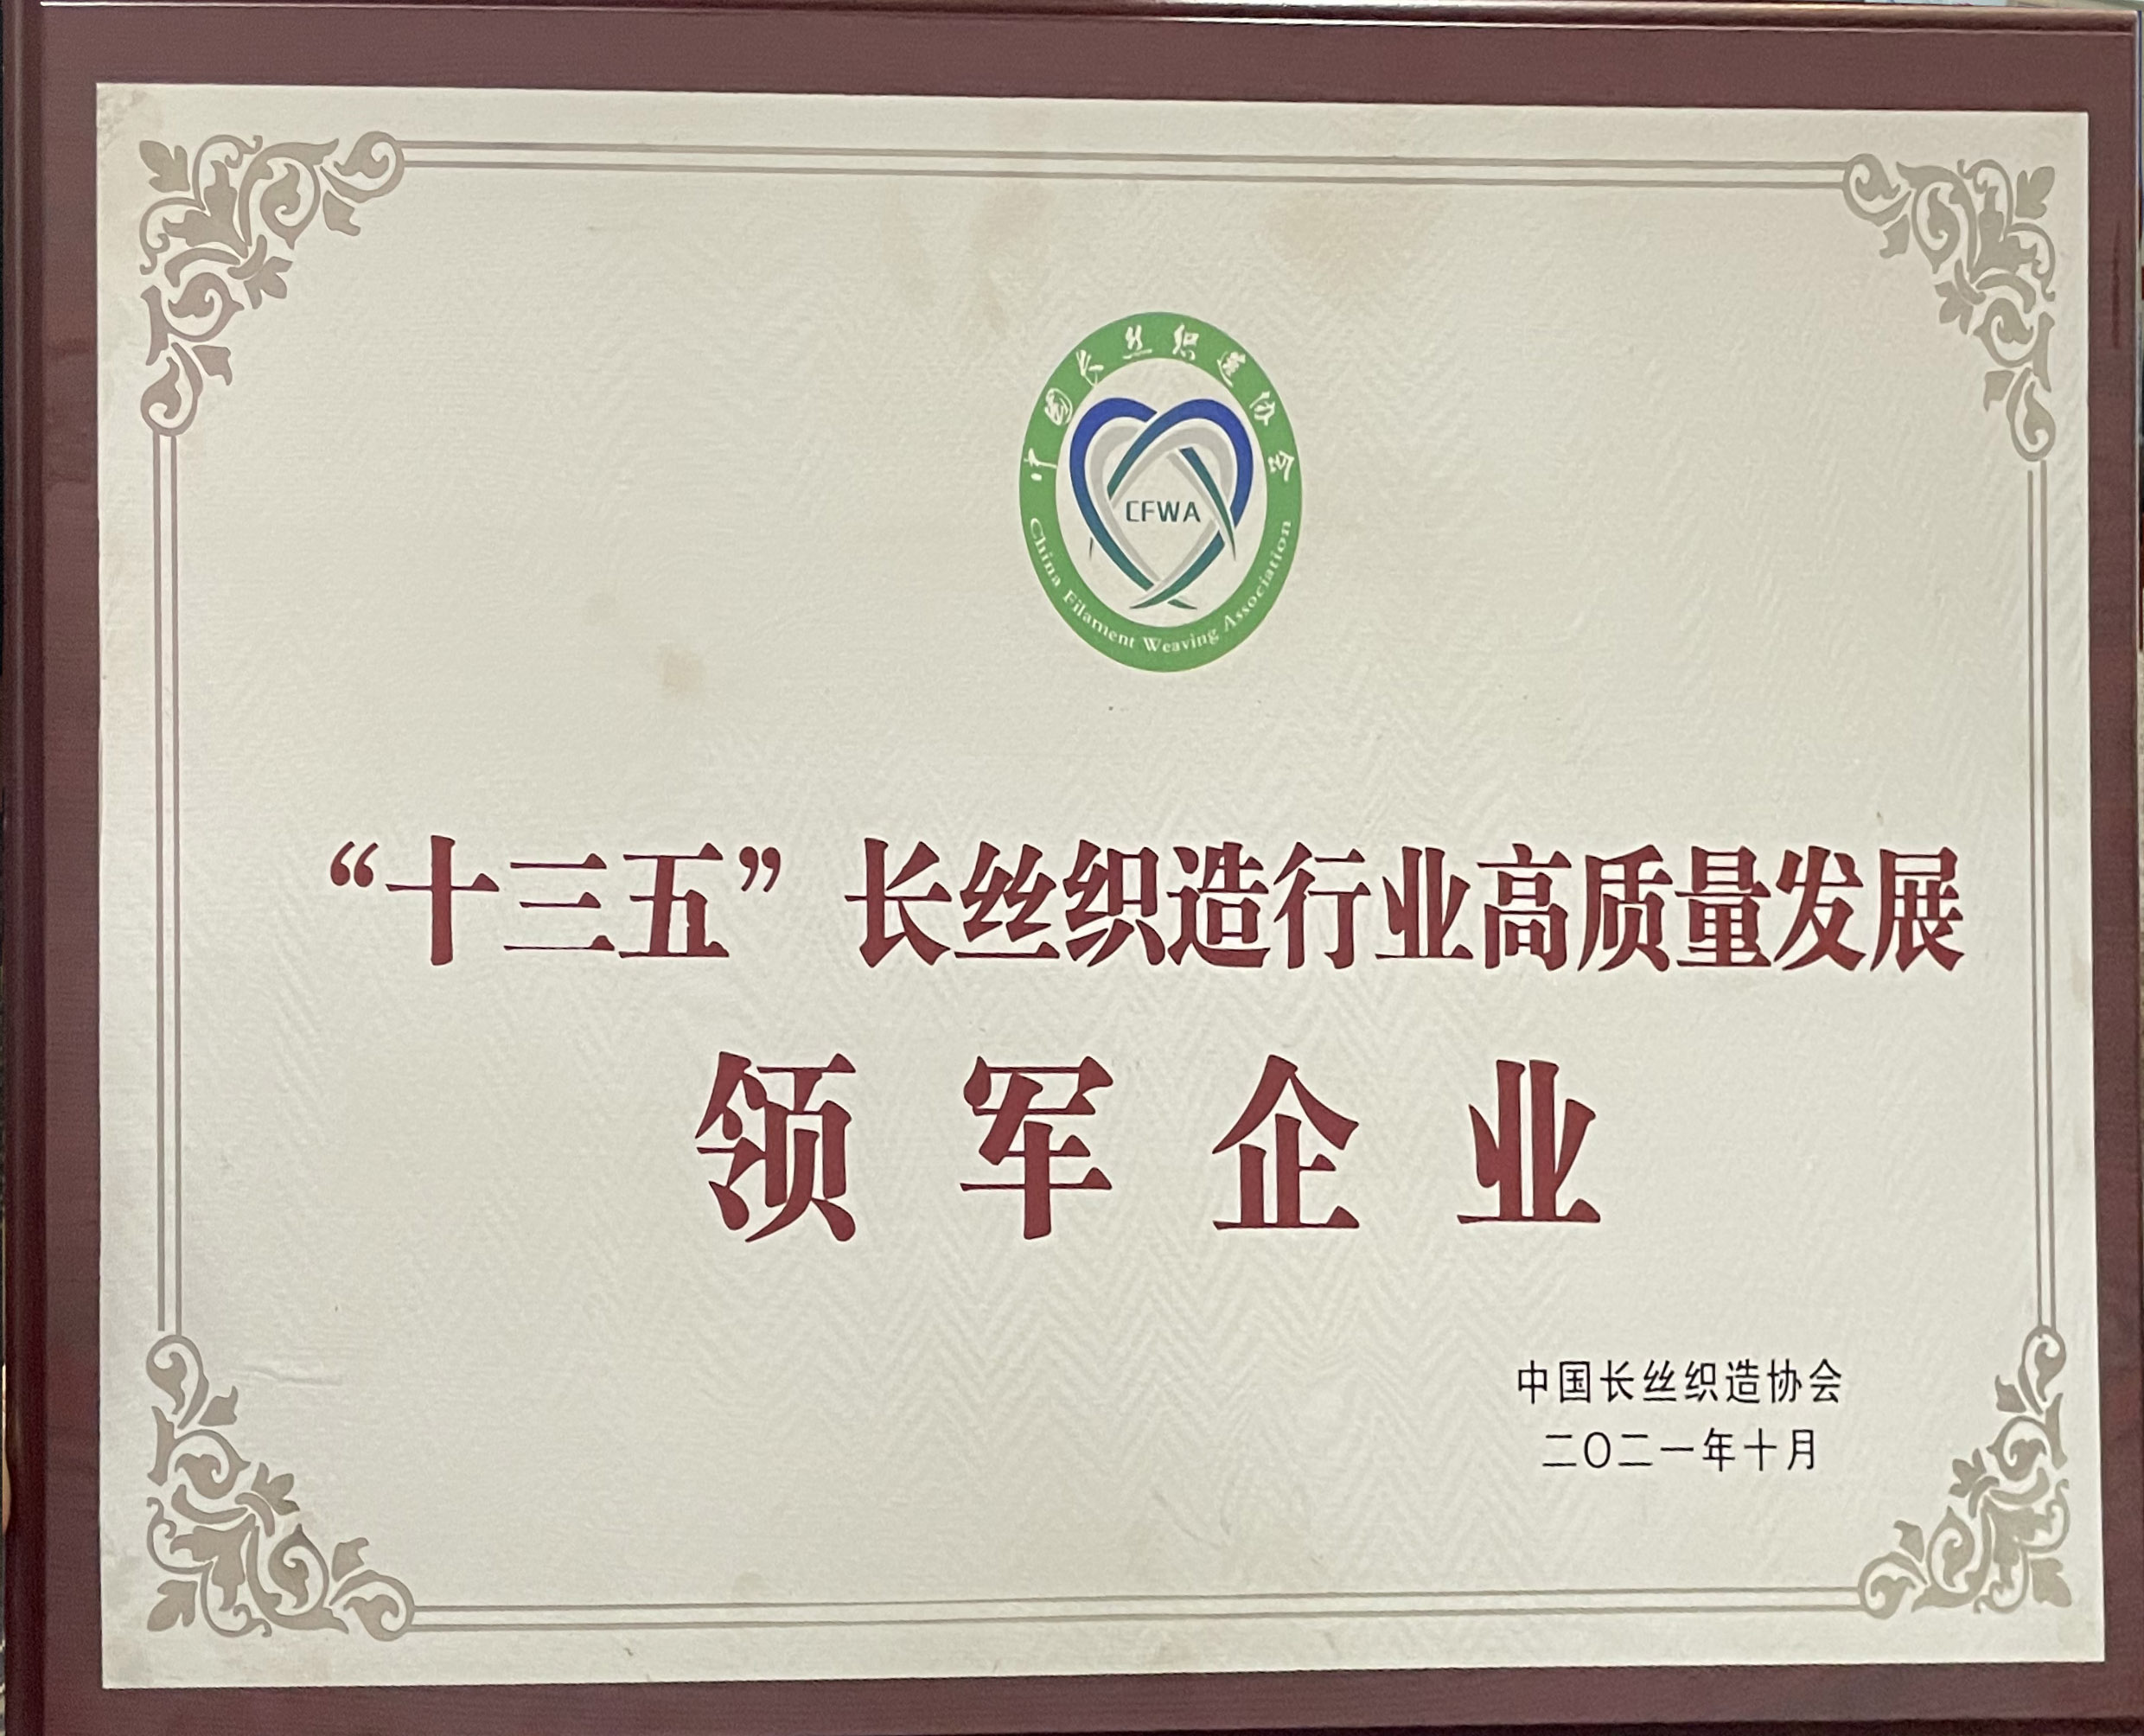 中国长丝织造协会
CFWA
China Filament Weaving Association
“十三五”长丝织造行业高质量发展
领军企业
中国长丝织造协会
二〇二一年十月